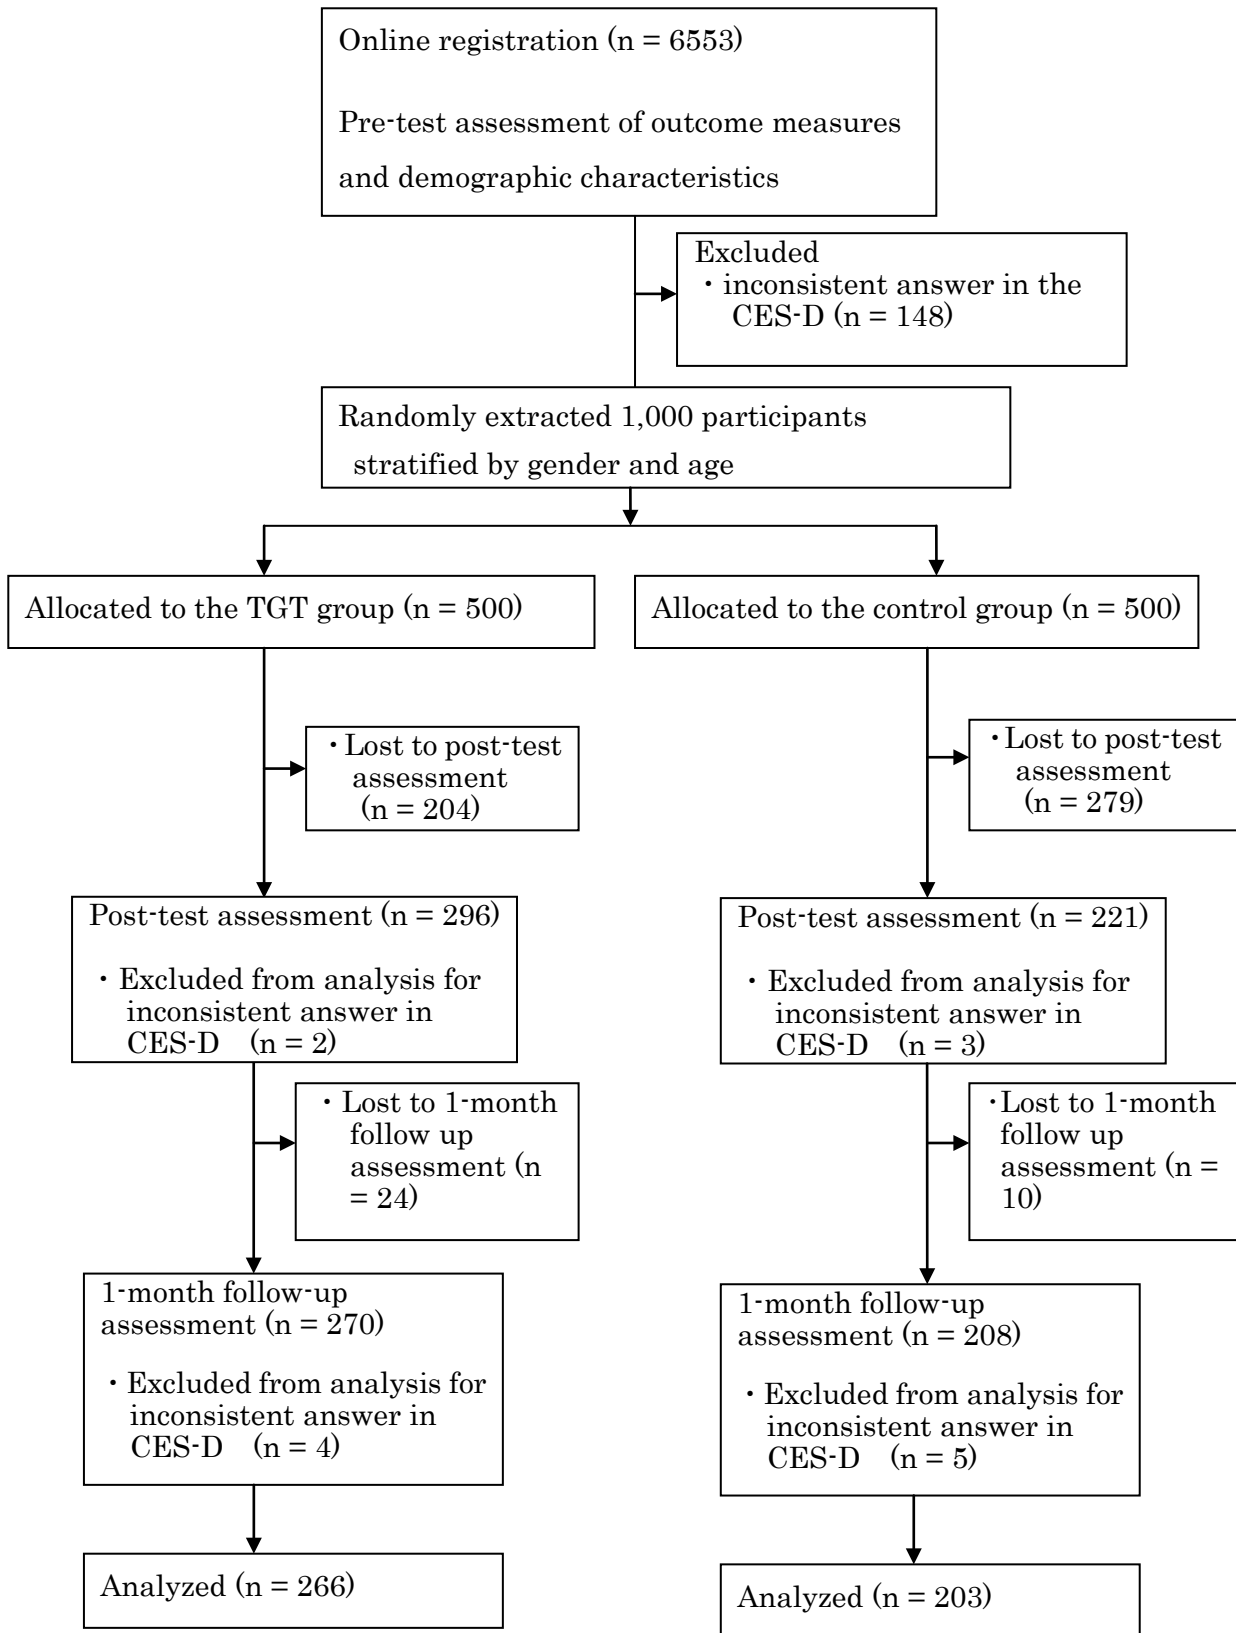 Online registration (n = 6553)
Pre-test assessment of outcome measures
and demographic characteristics
Excluded
・inconsistent answer in the
CES-D (n = 148)
Randomly extracted 1,000 participants
stratified by gender and age
Allocated to the TGT group (n = 500)
Allocated to the control group (n = 500)
・Lost to post-test
assessment
(n = 204)
・Lost to post-test
assessment
(n = 279)
Post-test assessment (n = 296)
・Excluded from analysis for
inconsistent answer in
CES-D (n = 2)
Post-test assessment (n = 221)
・Excluded from analysis for
inconsistent answer in
CES-D (n = 3)
・Lost to 1-month
follow up
assessment (n
= 24)
・Lost to 1-month
follow up
assessment (n =
10)
1-month follow-up
assessment (n = 270)
・Excluded from analysis for
inconsistent answer in
CES-D (n = 4)
1-month follow-up
assessment (n = 208)
・Excluded from analysis for
inconsistent answer in
CES-D (n = 5)
Analyzed (n = 266)
Analyzed (n = 203)